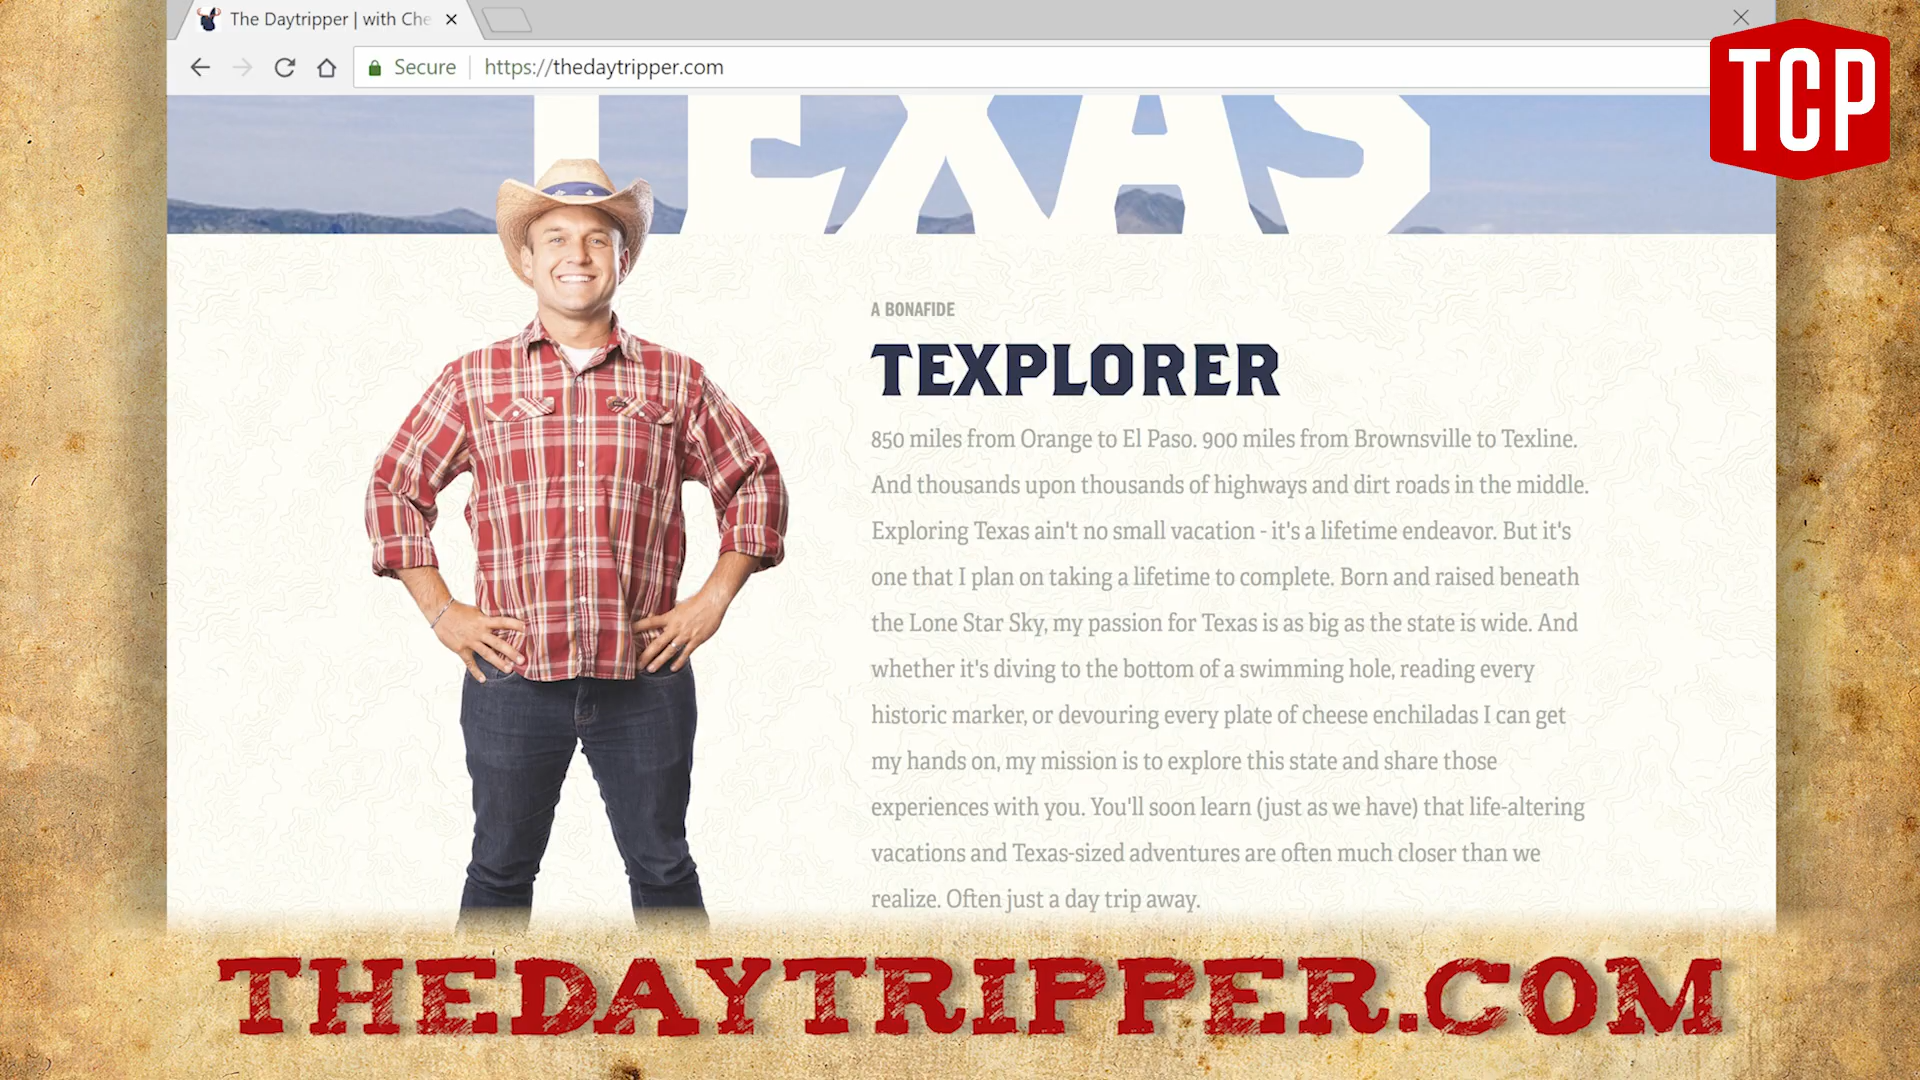 The Daytripper | with Che
Secure
https://thedaytripper.com
TCP
TEXAS
A BONAFIDE
TEXPLORER
850 miles from Orange to El Paso. 900 miles from Brownsville to Texline.
And thousands upon thousands of highways and dirt roads in the middle.
Exploring Texas ain't no small vacation - it's a lifetime endeavor. But it's
one that I plan on taking a lifetime to complete. Born and raised beneath
the Lone Star Sky, my passion for Texas is as big as the state is wide. And
whether it's diving to the bottom of a swimming hole, reading every
historic marker, or devouring every plate of cheese enchiladas I can get
my hands on, my mission is to explore this state and share those
experiences with you. You'll soon learn (just as we have) that life-altering
vacations and Texas-sized adventures are often much closer than we
realize. Often just a day trip away.
THEDAYTRIPPER.COM